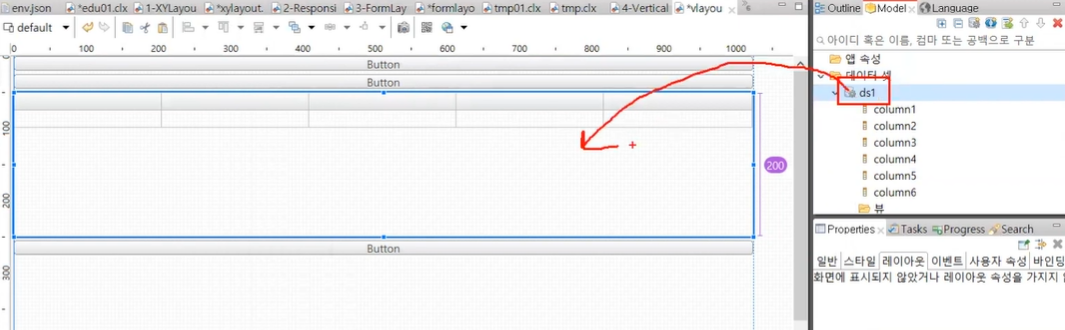 env.json *edu01.clx 1-XYLayou *xylayout. 2-Responsi 3-FormLay *formlayo tmp01.clx tmp.clx 4-Vertical *vlayou
default
0 100 200 300 400 500 600 700 800 900 1000
0
100
200
300
Button
Button
200
Button
Outline Model Language
아이디 혹은 이름, 컴마 또는 공백으로 구분
앱 속성
데이터 셋
ds1
column1
column2
column3
column4
column5
column6
뷰
Properties Tasks Progress Search
일반 스타일 레이아웃 이벤트 사용자 속성 바인딩
화면에 표시되지 않았거나 레이아웃 속성을 가지지